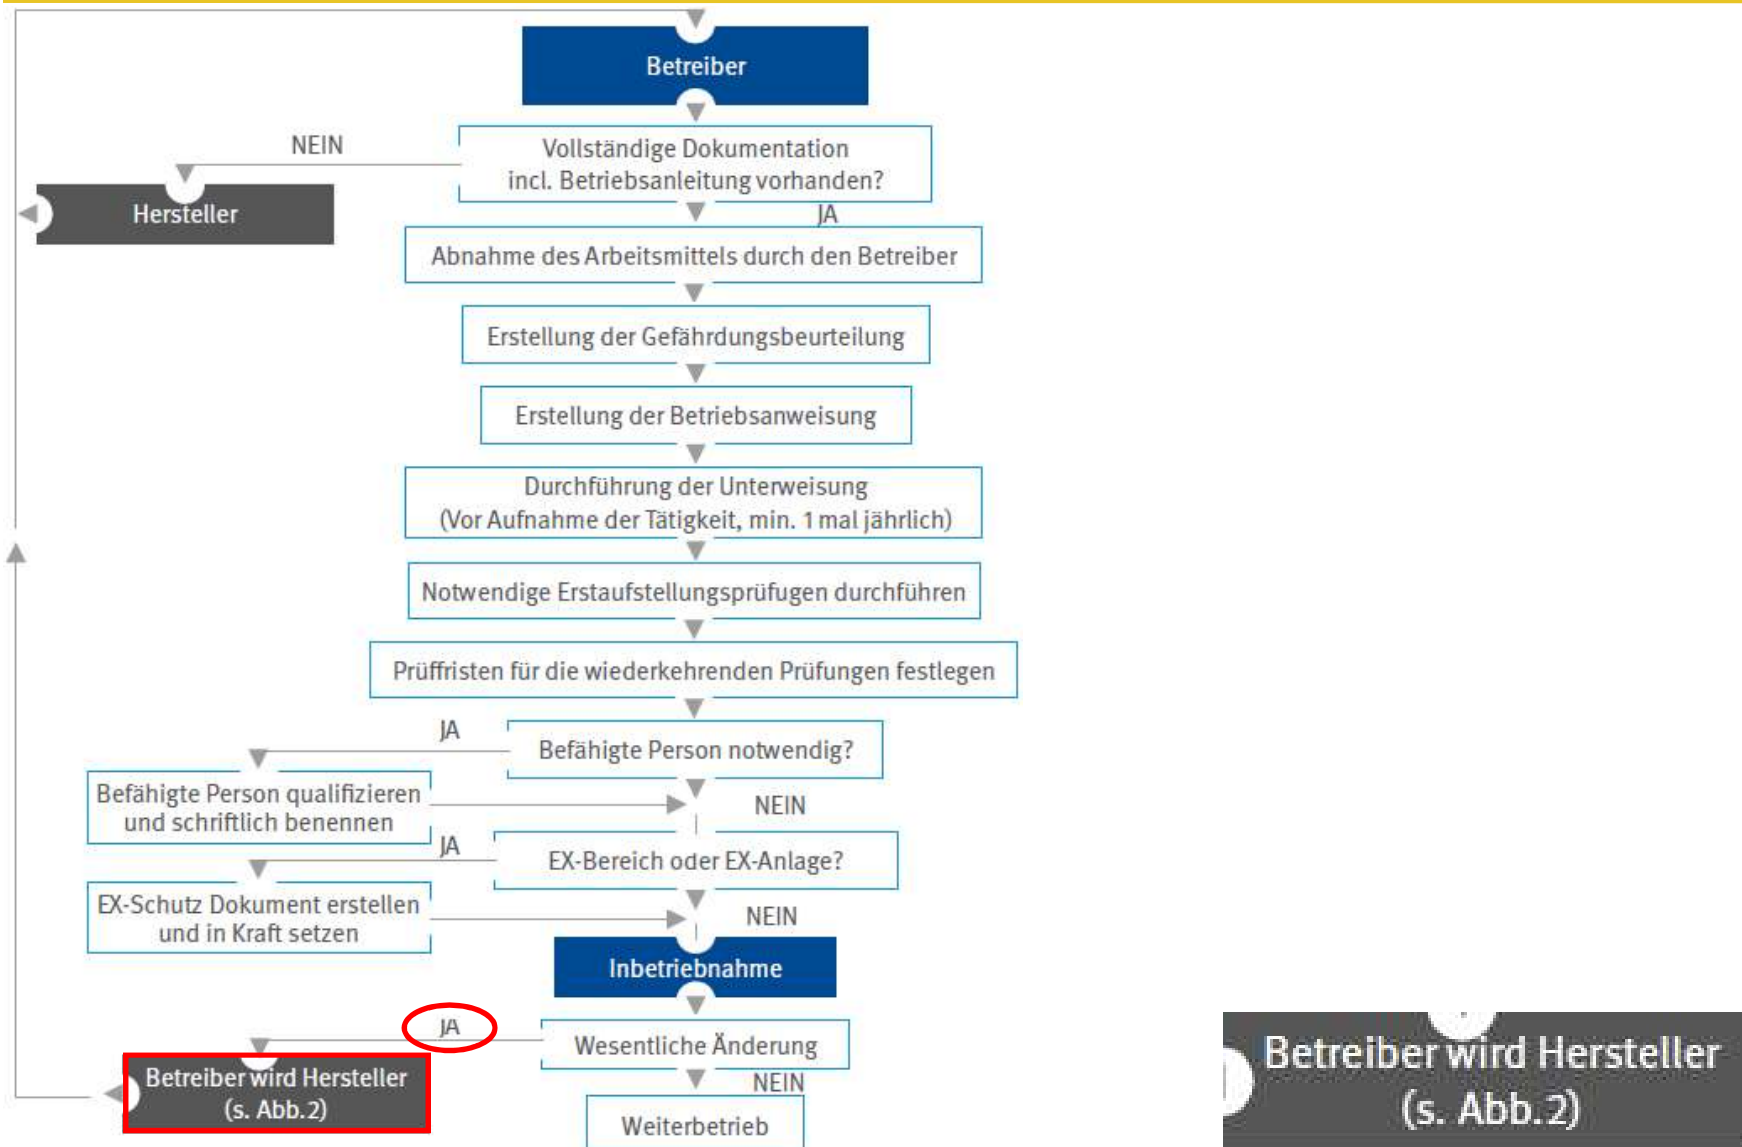 Betreiber
NEIN
Vollständige Dokumentation
incl. Betriebsanleitung vorhanden?
Hersteller
JA
Abnahme des Arbeitsmittels durch den Betreiber
Erstellung der Gefährdungsbeurteilung
Erstellung der Betriebsanweisung
Durchführung der Unterweisung
(Vor Aufnahme der Tätigkeit, min. 1 mal jährlich)
Notwendige Erstaufstellungsprüfugen durchführen
Prüffristen für die wiederkehrenden Prüfungen festlegen
JA
Befähigte Person notwendig?
Befähigte Person qualifizieren
und schriftlich benennen
NEIN
JA
EX-Bereich oder EX-Anlage?
EX-Schutz Dokument erstellen
und in Kraft setzen
NEIN
Inbetriebnahme
JA
Wesentliche Änderung
Betreiber wird Hersteller
(s. Abb.2)
NEIN
Weiterbetrieb
Betreiber wird Hersteller
(s. Abb.2)